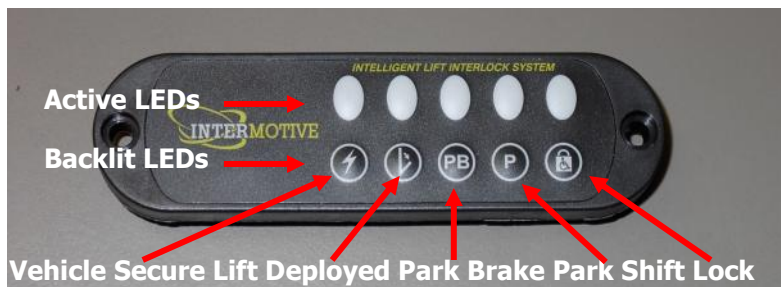 INTELLIGENT LIFT INTERLOCK SYSTEM
Active LEDs
INTERMOTIVE
Backlit LEDs
PB P
Vehicle Secure Lift Deployed Park Brake Park Shift Lock